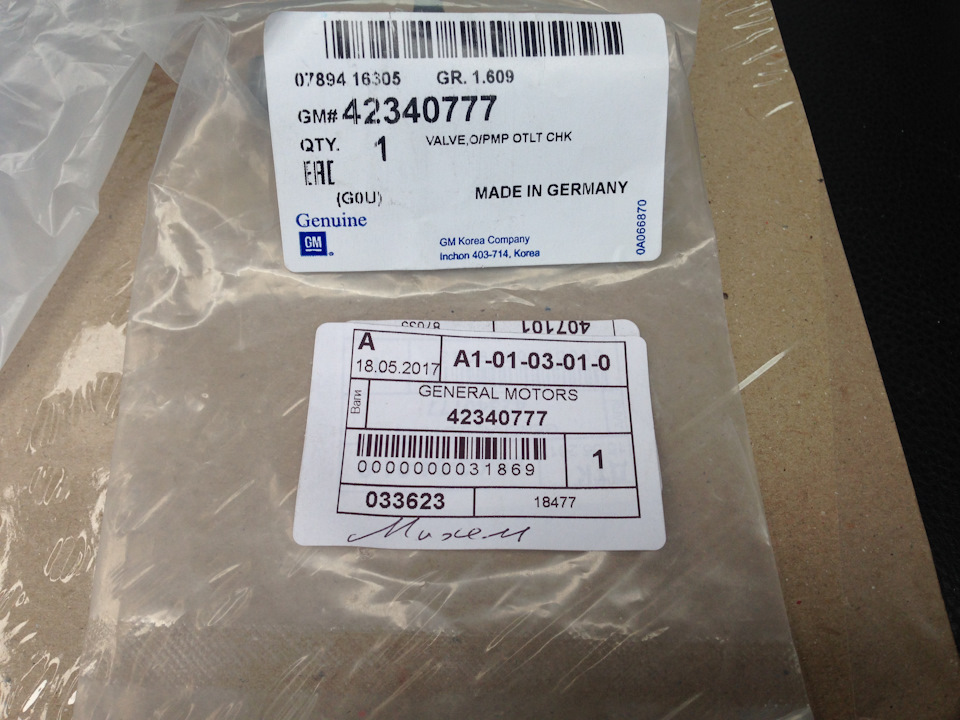 07894 16305 GR. 1.609
GM# 42340777
QTY. 1 VALVE,O/PMP OTLT CHK
EAC
(G0U) MADE IN GERMANY
Genuine
GM
GM Korea Company
Inchon 403-714, Korea
0A066870
407101
A
18.05.2017 A1-01-03-01-0
Ваги
GENERAL MOTORS
42340777
0000000031869 1
033623 18477